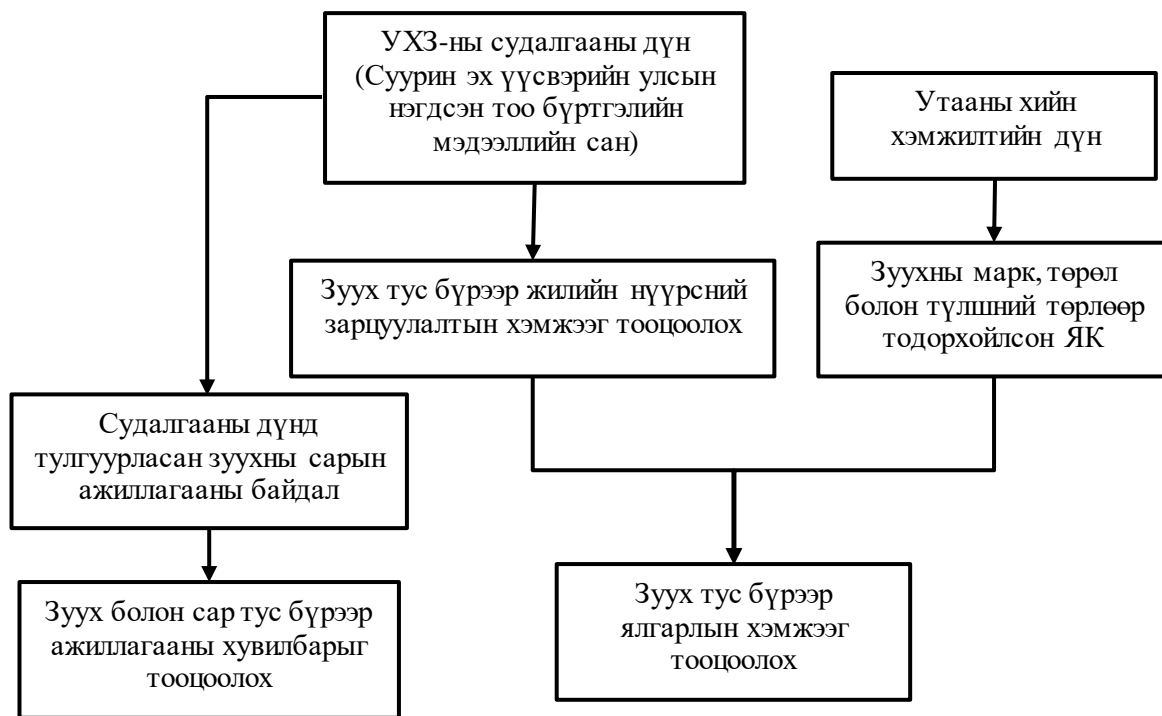 УХЗ-ны судалгааны дүн
(Суурин эх үүсвэрийн улсын
нэгдсэн тоо бүртгэлийн
мэдээллийн сан)
Утааны хийн
хэмжилтийн дүн
Зуух тус бүрээр жилийн нүүрсний
зарцуулалтын хэмжээг тооцоолох
Зуухны марк, төрөл
болон түлшний төрлөөр
тодорхойлсон ЯК
Судалгааны дүнд
тулгуурласан зуухны сарын
ажиллагааны байдал
Зуух болон сар тус бүрээр
ажиллагааны хувилбарыг
тооцоолох
Зуух тус бүрээр
ялгарлын хэмжээг
тооцоолох